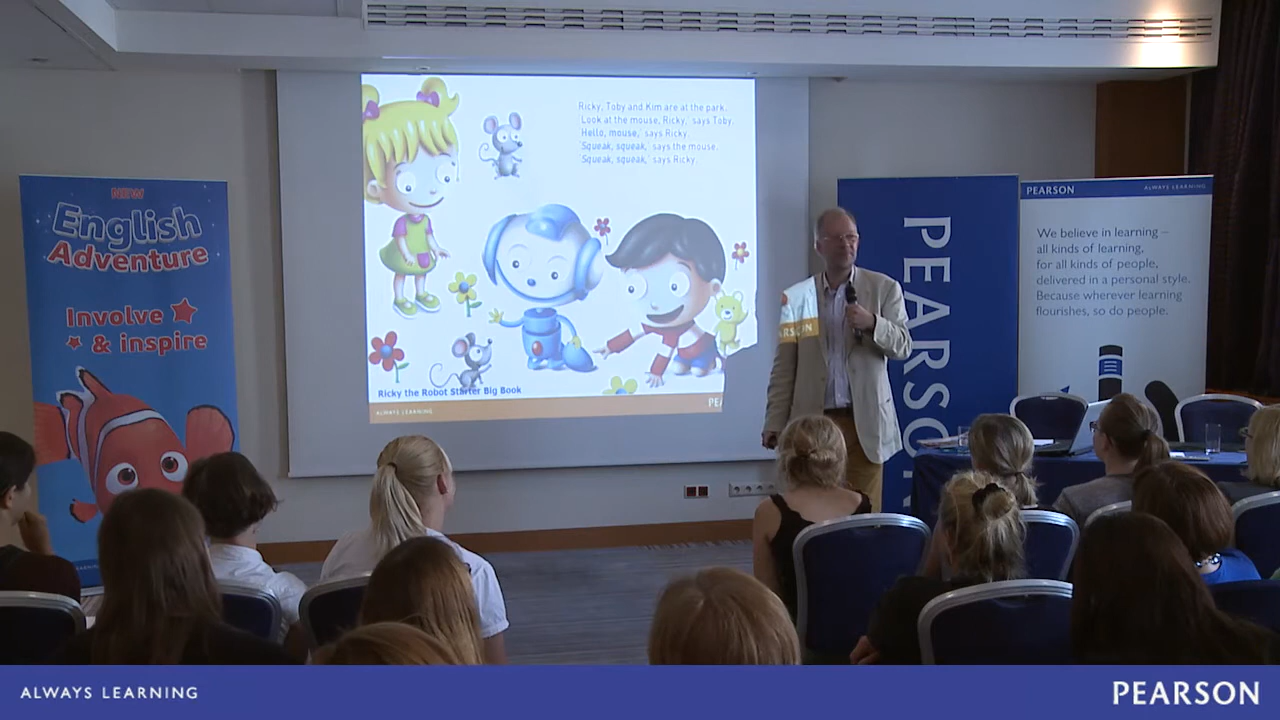 NEW
English
Adventure
Involve
& inspire
Ricky, Toby and Kim are at the park.
Look at the mouse, Ricky,' says Toby.
Hello, mouse,' says Ricky.
Squeak, squeak,' says the mouse.
Squeak, squeak,' says Ricky.
Ricky the Robot Starter Big Book
ALWAYS LEARNING
PEARSON
PEARSON
ALWAYS LEARNING
We believe in learning –
all kinds of learning,
for all kinds of people,
delivered in a personal style.
Because wherever learning
flourishes, so do people.
ALWAYS LEARNING
PEARSON